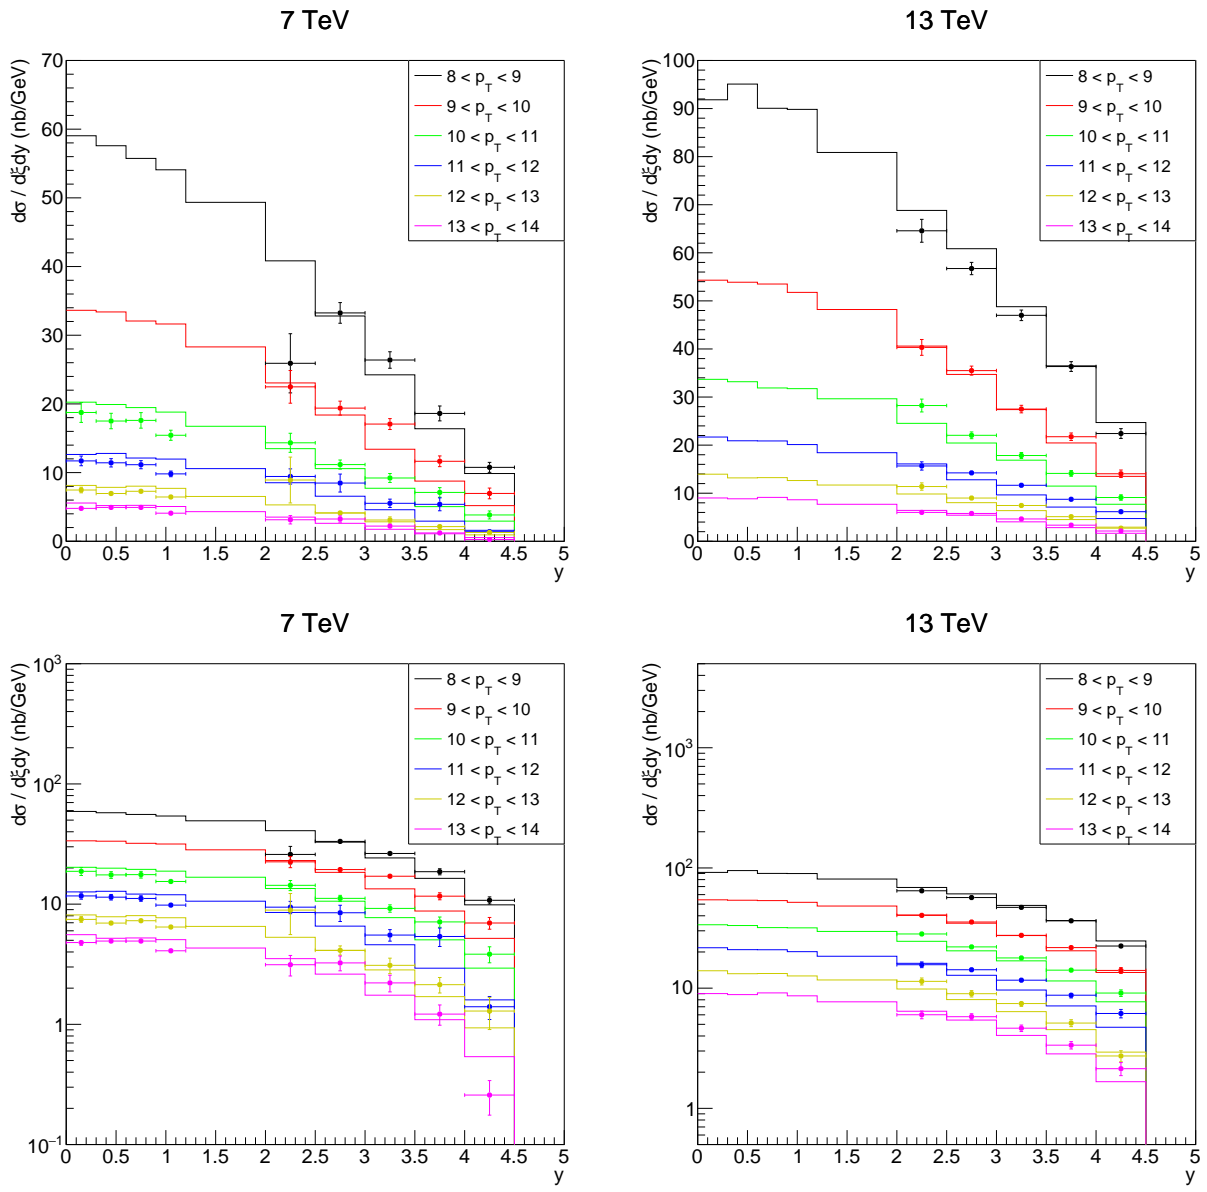 7 TeV
dσ / dξdy (nb/GeV)
70
60
50
40
30
20
10
0
0 0.5 1 1.5 2 2.5 3 3.5 4 4.5 5
y
8 < p_T < 9
9 < p_T < 10
10 < p_T < 11
11 < p_T < 12
12 < p_T < 13
13 < p_T < 14
13 TeV
dσ / dξdy (nb/GeV)
100
90
80
70
60
50
40
30
20
10
0
0 0.5 1 1.5 2 2.5 3 3.5 4 4.5 5
y
8 < p_T < 9
9 < p_T < 10
10 < p_T < 11
11 < p_T < 12
12 < p_T < 13
13 < p_T < 14
7 TeV
dσ / dξdy (nb/GeV)
10³
10²
10
1
10⁻¹
0 0.5 1 1.5 2 2.5 3 3.5 4 4.5 5
y
8 < p_T < 9
9 < p_T < 10
10 < p_T < 11
11 < p_T < 12
12 < p_T < 13
13 < p_T < 14
13 TeV
dσ / dξdy (nb/GeV)
10³
10²
10
1
0 0.5 1 1.5 2 2.5 3 3.5 4 4.5 5
y
8 < p_T < 9
9 < p_T < 10
10 < p_T < 11
11 < p_T < 12
12 < p_T < 13
13 < p_T < 14